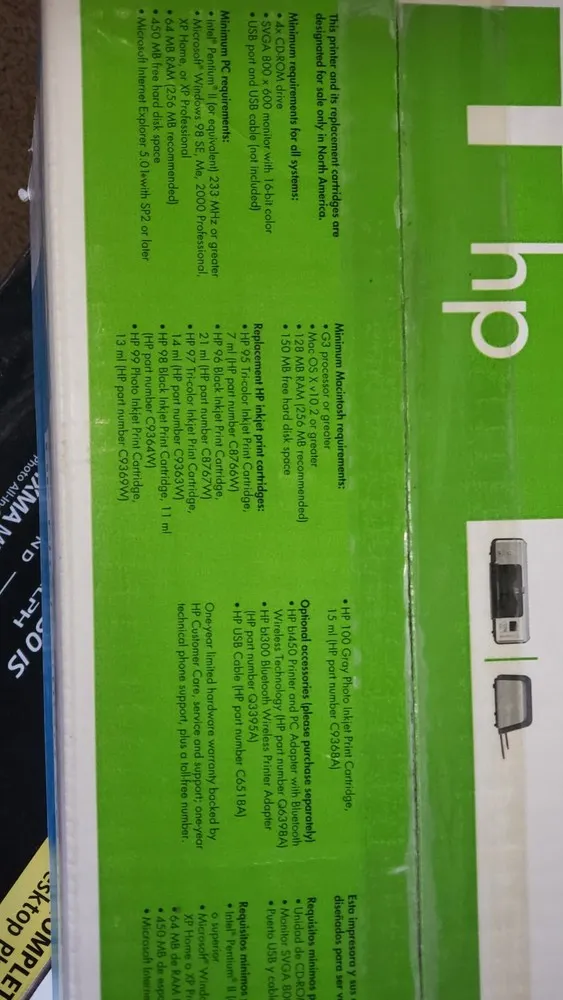 hp
This printer and its replacement cartridges are
designated for sale only in North America.
Minimum requirements for all systems:
• 4x CD-ROM drive
• SVGA 800 x 600 monitor with 16-bit color
• USB port and USB cable (not included)
Minimum PC requirements:
• Intel® Pentium® II (or equivalent) 233 MHz or greater
• Microsoft® Windows® 98 SE, Me, 2000 Professional,
XP Home, or XP Professional
• 64 MB RAM (256 MB recommended)
• 450 MB free hard disk space
• Microsoft Internet Explorer 5.01 with SP2 or later
Minimum Macintosh requirements:
• G3 processor or greater
• Mac OS X v10.2 or greater
• 128 MB RAM (256 MB recommended)
• 150 MB free hard disk space
Replacement HP inkjet print cartridges:
• HP 95 Tri-color Inkjet Print Cartridge,
7 ml (HP part number C8766W)
• HP 96 Black Inkjet Print Cartridge,
21 ml (HP part number C8767W)
• HP 97 Tri-color Inkjet Print Cartridge,
14 ml (HP part number C9363W)
• HP 98 Black Inkjet Print Cartridge, 11 ml
(HP part number C9364W)
• HP 99 Photo Inkjet Print Cartridge,
13 ml (HP part number C9369W)
• HP 100 Gray Photo Inkjet Print Cartridge,
15 ml (HP part number C9368A)
Optional accessories (please purchase separately)
• HP bt450 Printer and PC Adapter with Bluetooth
Wireless Technology (HP part number Q6398A)
• HP bt300 Bluetooth Wireless Printer Adapter
(HP part number Q3395A)
• HP USB Cable (HP part number C6518A)
One-year limited hardware warranty backed by
HP Customer Care, service and support; one-year
technical phone support, plus a toll-free number.
Esta impresora y sus
diseñados para ser v
Requisitos mínimos p
• Unidad de CD-RO
• Monitor SVGA 80
• Puerto USB y cabl
Requisitos mínimos
• Intel® Pentium® II (
o superior
• Microsoft® Wind
XP Home o XP Pr
• 64 MB de RAM
• 450 MB de esp
• Microsoft Intern
XMA M
Photo All-In
50 IS
ELPH
OMPLET
esktop p